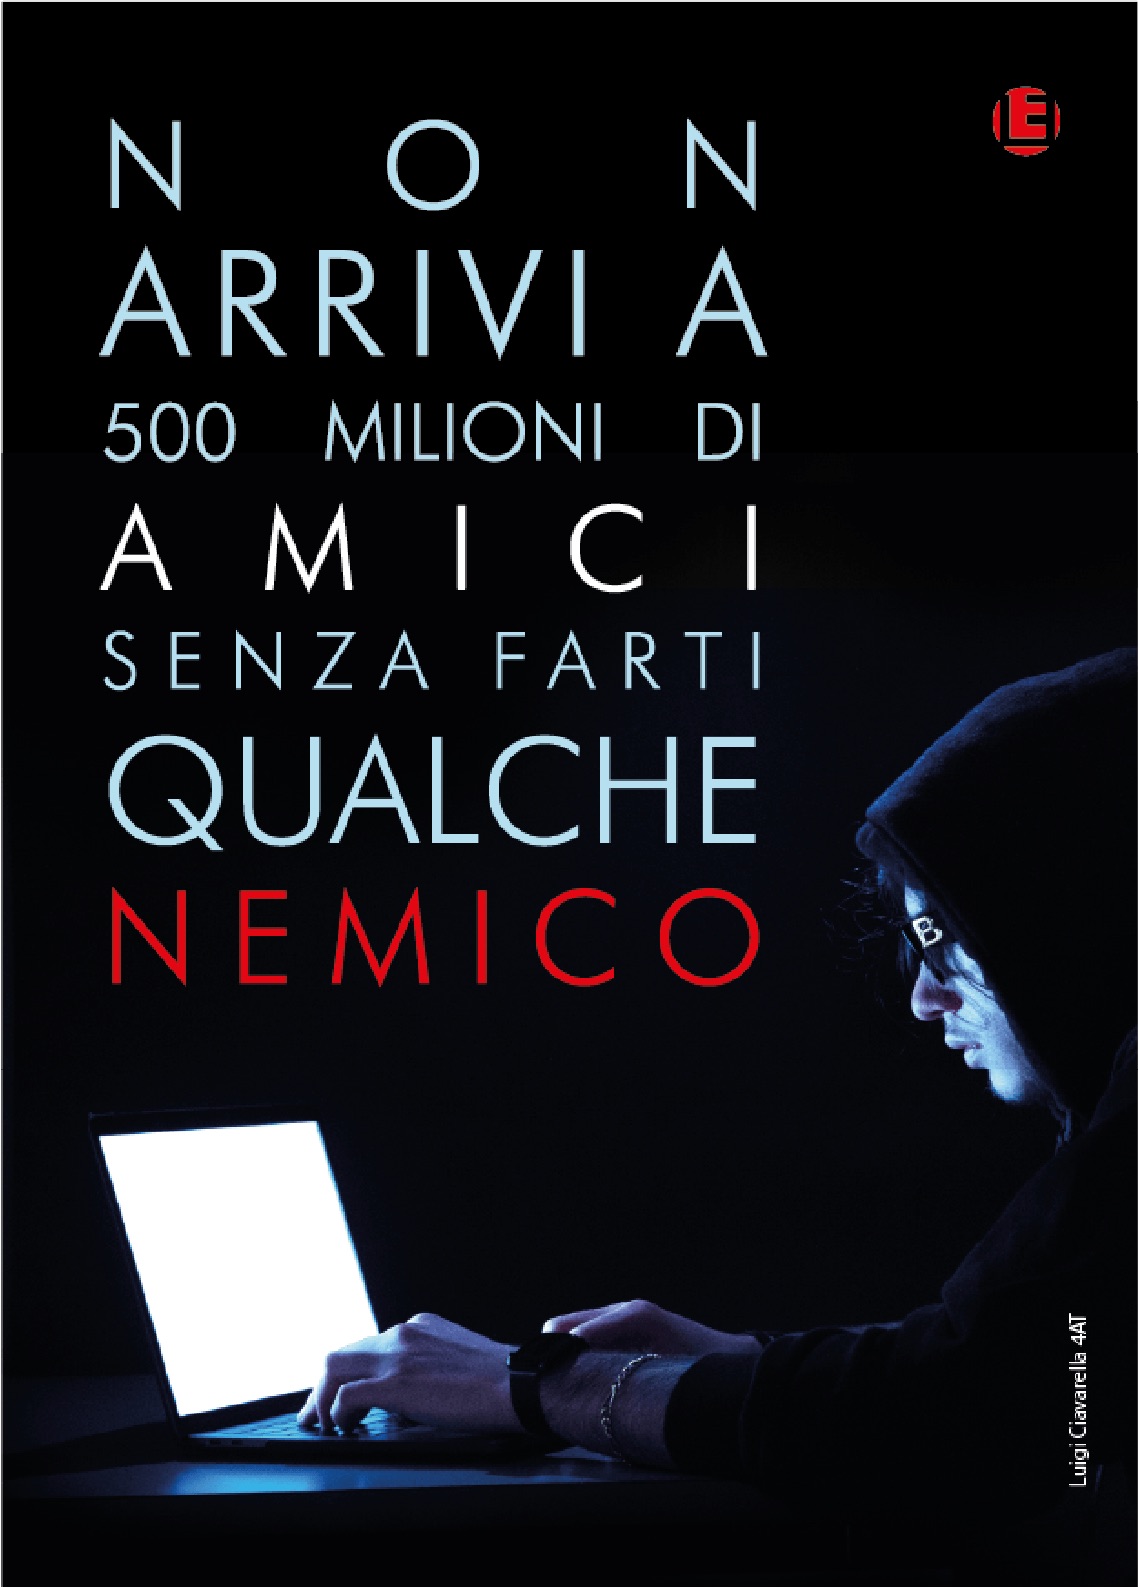 NON
ARRIVI A
500 MILIONI DI
AMICI
SENZA FARTI
QUALCHE
NEMICO
E
B
Luigi Ciavarella 4AT